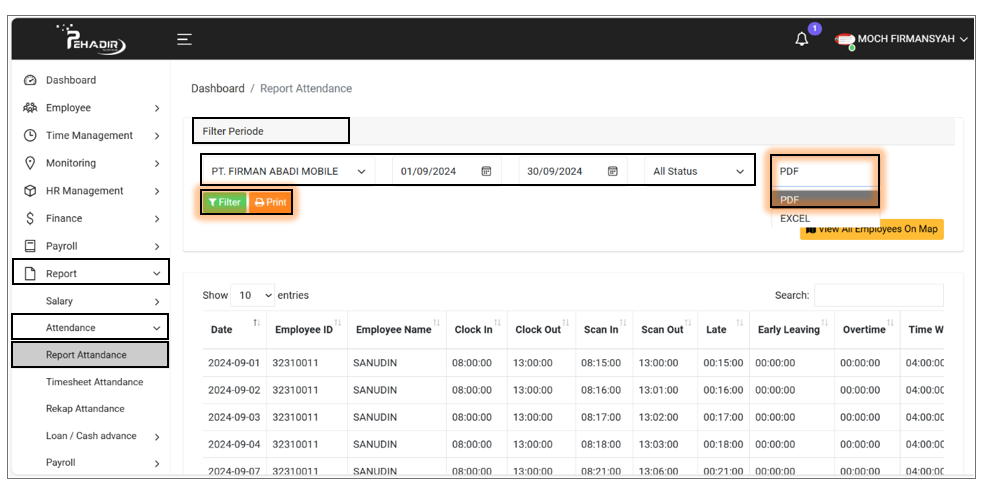 PEHADIR
1
MOCH FIRMANSYAH
Dashboard
Employee
Time Management
Monitoring
HR Management
Finance
Payroll
Report
Salary
Attendance
Report Attandance
Timesheet Attandance
Rekap Attandance
Loan / Cash advance
Payroll
Dashboard / Report Attendance
Filter Periode
PT. FIRMAN ABADI MOBILE 01/09/2024 30/09/2024 All Status PDF
Filter Print PDF
EXCEL
View All Employees On Map
Show 10 entries Search:
Date Employee ID Employee Name Clock In Clock Out Scan In Scan Out Late Early Leaving Overtime Time W
2024-09-01 32310011 SANUDIN 08:00:00 13:00:00 08:15:00 13:00:00 00:15:00 00:00:00 00:00:00 04:00:00
2024-09-02 32310011 SANUDIN 08:00:00 13:00:00 08:16:00 13:01:00 00:16:00 00:00:00 00:00:00 04:00:00
2024-09-03 32310011 SANUDIN 08:00:00 13:00:00 08:17:00 13:02:00 00:17:00 00:00:00 00:00:00 04:00:00
2024-09-04 32310011 SANUDIN 08:00:00 13:00:00 08:18:00 13:03:00 00:18:00 00:00:00 00:00:00 04:00:00
2024-09-07 32310011 SANUDIN 08:00:00 13:00:00 08:21:00 13:06:00 00:21:00 00:00:00 00:00:00 04:00:00